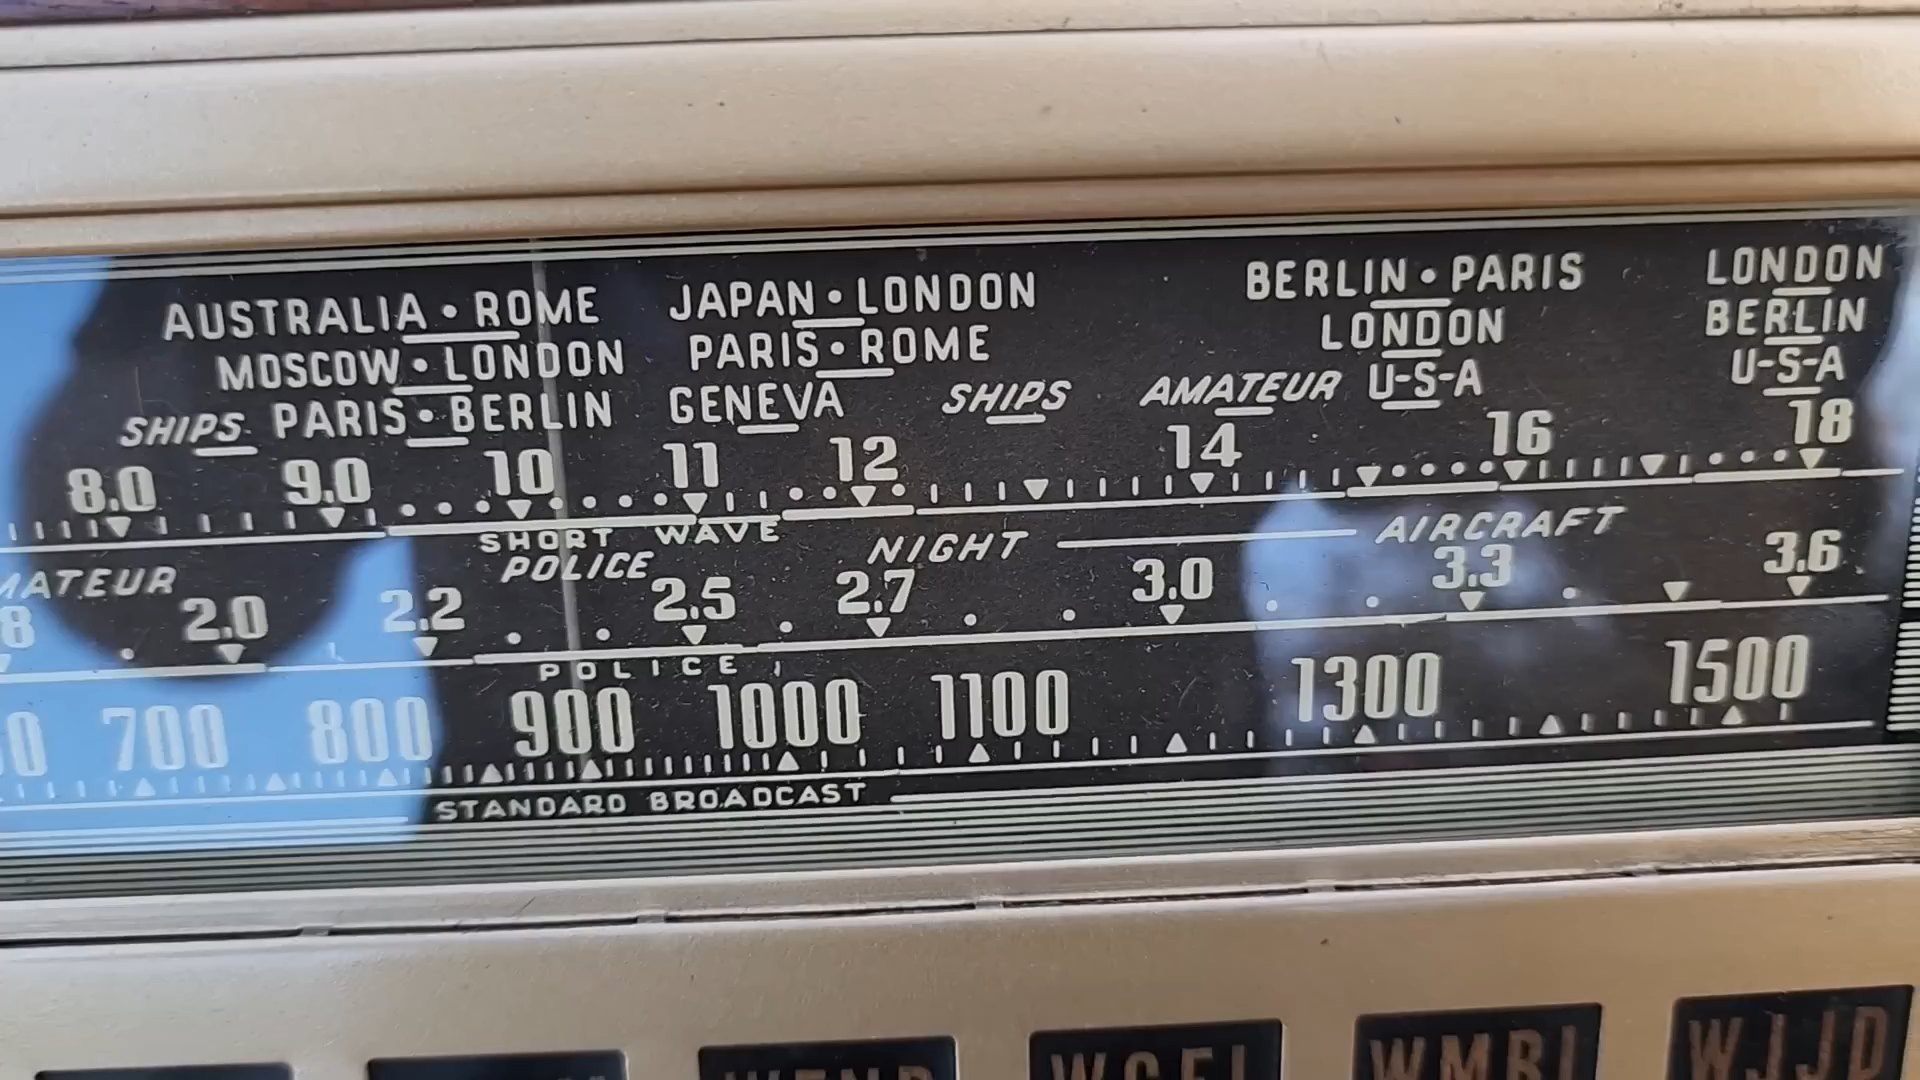 AUSTRALIA • ROME JAPAN • LONDON BERLIN • PARIS LONDON
MOSCOW • LONDON PARIS • ROME LONDON BERLIN
SHIPS PARIS • BERLIN GENEVA SHIPS AMATEUR U-S-A U-S-A
8.0 9.0 10 11 12 14 16 18
SHORT WAVE
POLICE NIGHT AIRCRAFT
2.0 2.2 2.5 2.7 3.0 3.3 3.6
POLICE
700 800 900 1000 1100 1300 1500
STANDARD BROADCAST
WMBI WJJD